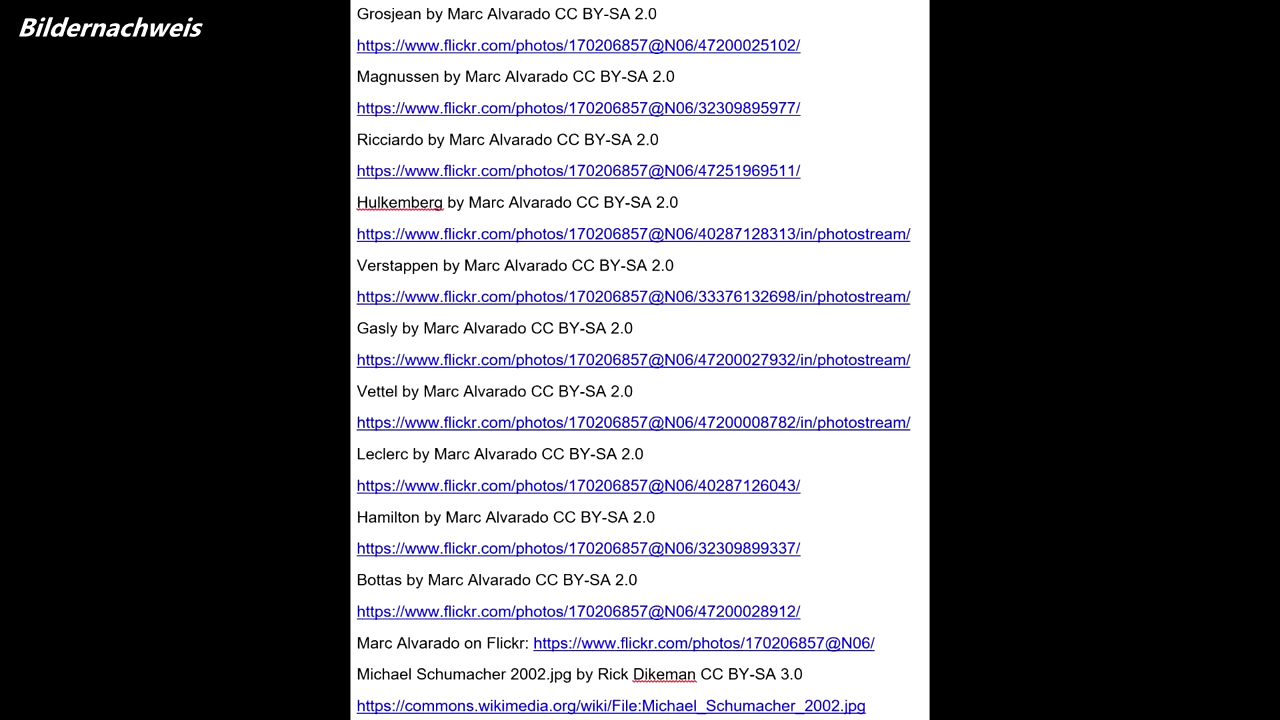 Bildernachweis
Grosjean by Marc Alvarado CC BY-SA 2.0
https://www.flickr.com/photos/170206857@N06/47200025102/
Magnussen by Marc Alvarado CC BY-SA 2.0
https://www.flickr.com/photos/170206857@N06/32309895977/
Ricciardo by Marc Alvarado CC BY-SA 2.0
https://www.flickr.com/photos/170206857@N06/47251969511/
Hulkemberg by Marc Alvarado CC BY-SA 2.0
https://www.flickr.com/photos/170206857@N06/40287128313/in/photostream/
Verstappen by Marc Alvarado CC BY-SA 2.0
https://www.flickr.com/photos/170206857@N06/33376132698/in/photostream/
Gasly by Marc Alvarado CC BY-SA 2.0
https://www.flickr.com/photos/170206857@N06/47200027932/in/photostream/
Vettel by Marc Alvarado CC BY-SA 2.0
https://www.flickr.com/photos/170206857@N06/47200008782/in/photostream/
Leclerc by Marc Alvarado CC BY-SA 2.0
https://www.flickr.com/photos/170206857@N06/40287126043/
Hamilton by Marc Alvarado CC BY-SA 2.0
https://www.flickr.com/photos/170206857@N06/32309899337/
Bottas by Marc Alvarado CC BY-SA 2.0
https://www.flickr.com/photos/170206857@N06/47200028912/
Marc Alvarado on Flickr: https://www.flickr.com/photos/170206857@N06/
Michael Schumacher 2002.jpg by Rick Dikeman CC BY-SA 3.0
https://commons.wikimedia.org/wiki/File:Michael_Schumacher_2002.jpg